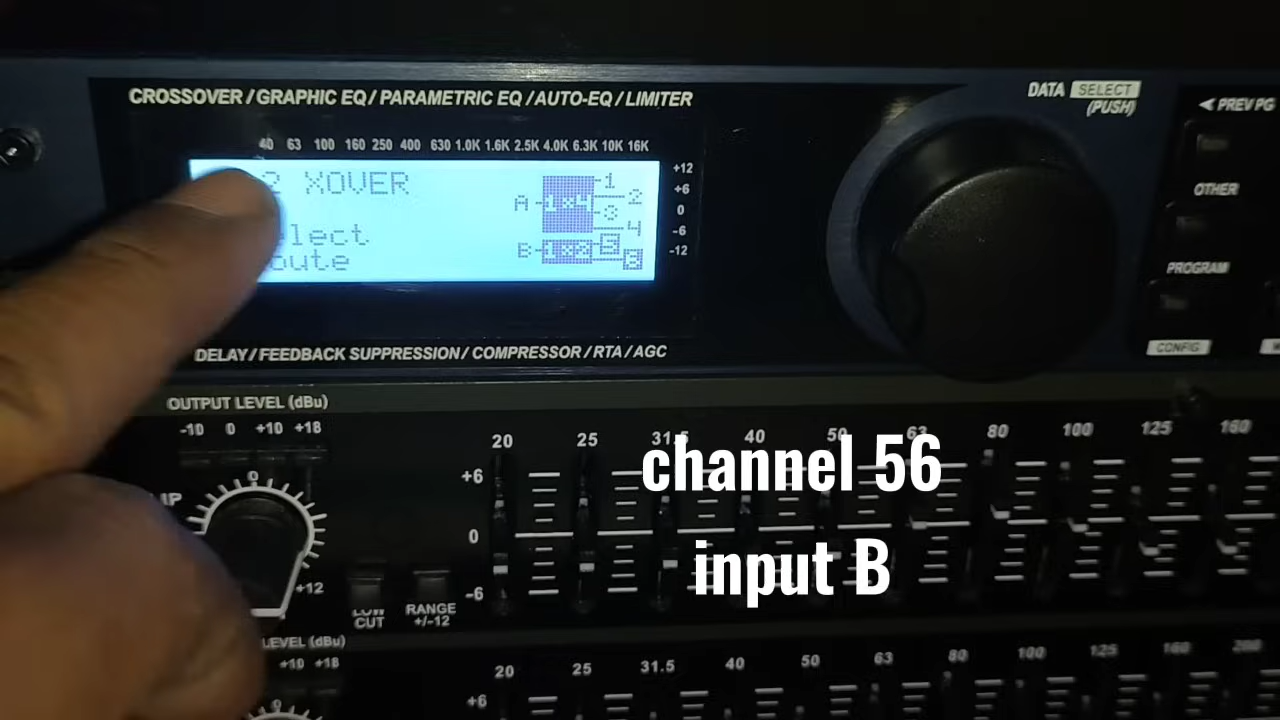 CROSSOVER / GRAPHIC EQ / PARAMETRIC EQ / AUTO-EQ / LIMITER
DATA SELECT
(PUSH)
PREV PG
40 63 100 160 250 400 630 1.0K 1.6K 2.5K 4.0K 6.3K 10K 16K
+12
+6
0
-6
-12
2 XOVER
A
1
2
3
4
B
elect
oute
OTHER
PROGRAM
CONFIG
DELAY / FEEDBACK SUPPRESSION / COMPRESSOR / RTA / AGC
OUTPUT LEVEL (dBu)
-10 0 +10 +18
0
+12
LOW CUT
RANGE
+/-12
20 25 31.5 40 50 80 100 125 160
+6
0
-6
channel 56
input B
LEVEL (dBu)
+10 +18
20 25 31.5 40 50 63 80 100 125 160 200
+6